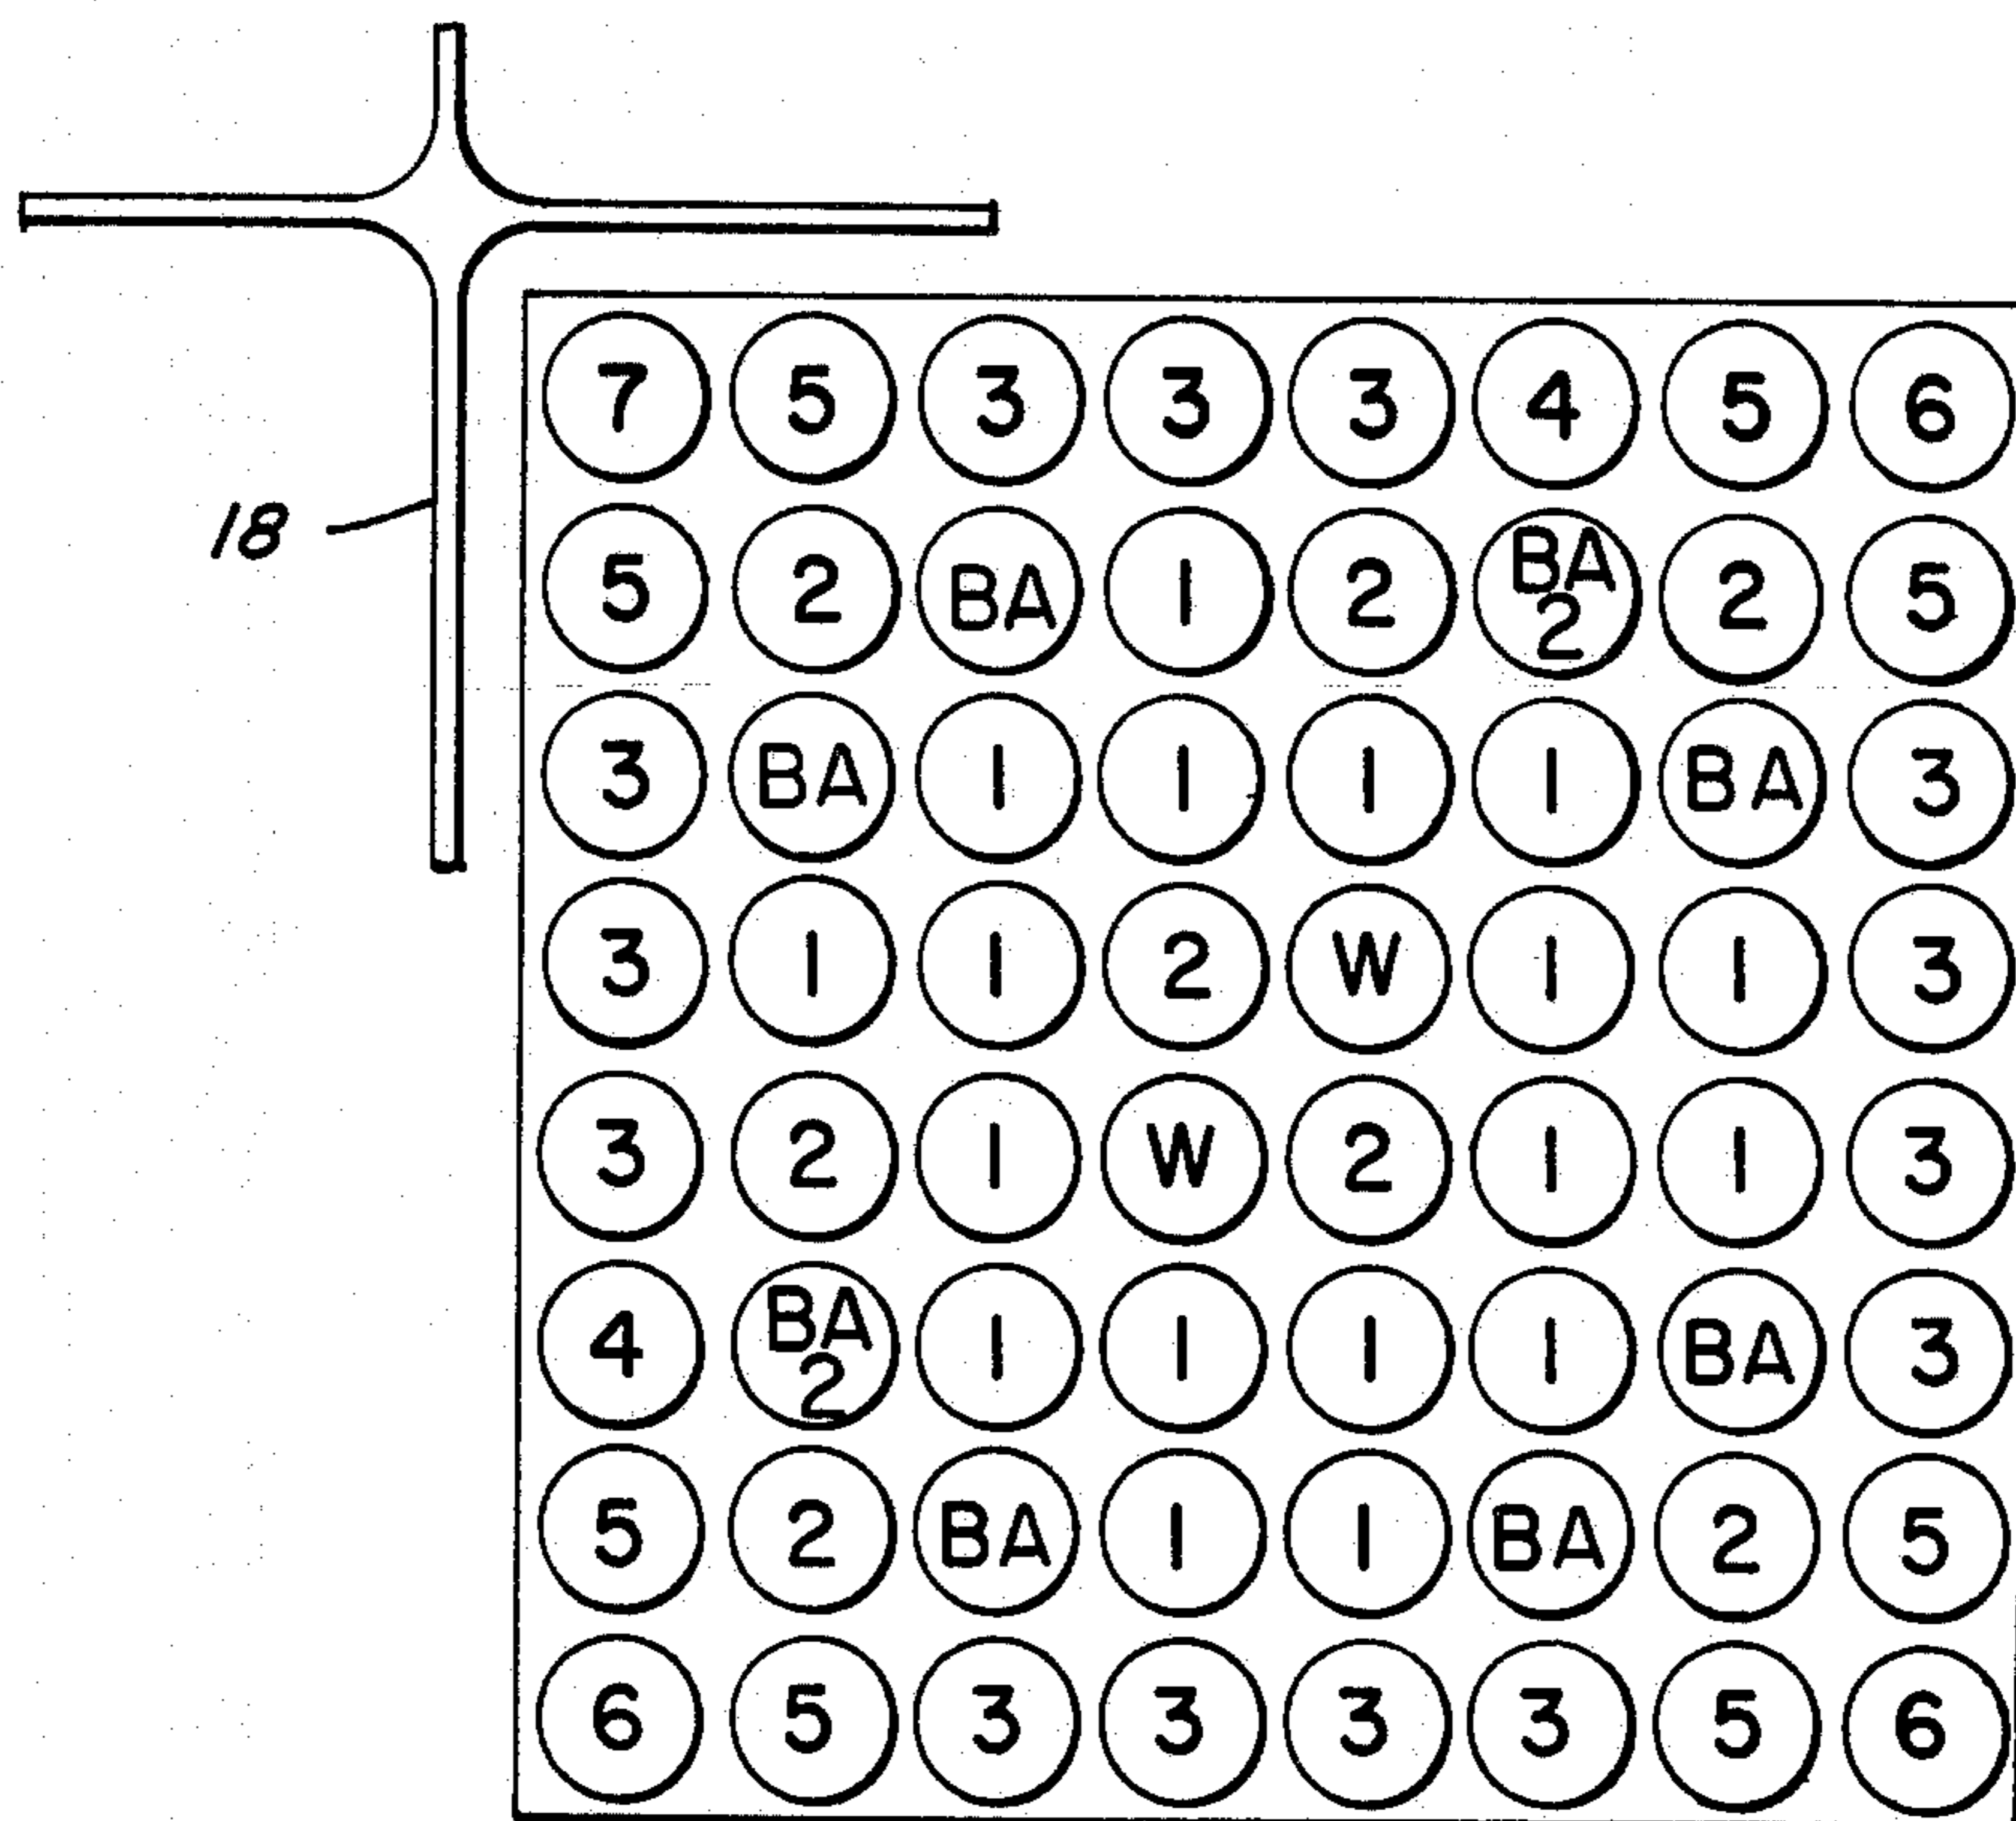 7 5 3 3 3 4 5 6
18
5 2 BA 1 2 BA 2 2 5
3 BA 1 1 1 1 BA 3
3 1 1 2 W 1 1 3
3 2 1 W 2 1 1 3
4 BA 2 1 1 1 1 BA 3
5 2 BA 1 1 BA 2 5
6 5 3 3 3 3 5 6